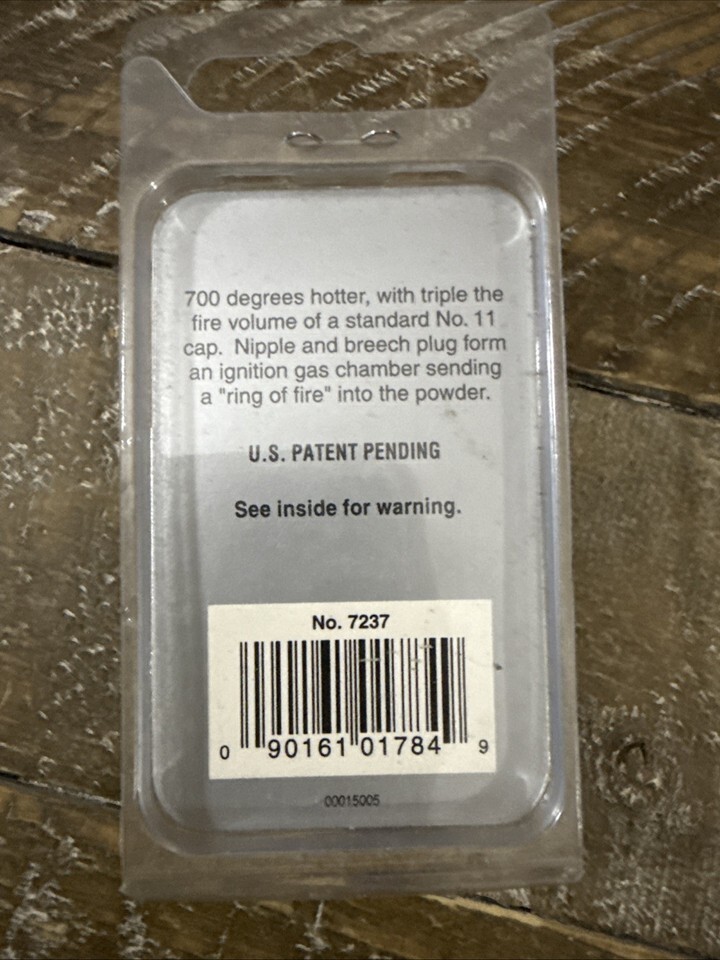 700 degrees hotter, with triple the
fire volume of a standard No. 11
cap. Nipple and breech plug form
an ignition gas chamber sending
a "ring of fire" into the powder.
U.S. PATENT PENDING
See inside for warning.
No. 7237
0 90161 01784 9
00015005